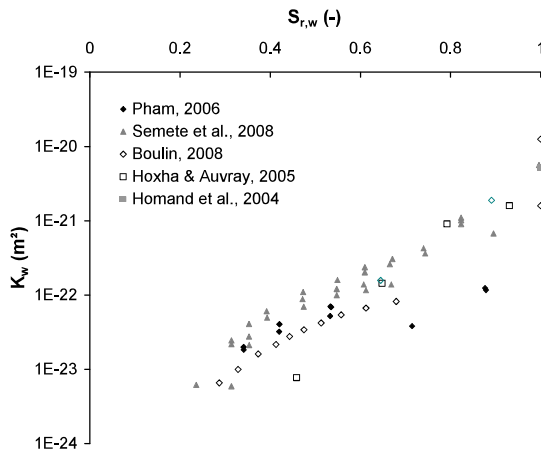 S_r,w (-)
0 0.2 0.4 0.6 0.8 1
1E-19
1E-20
1E-21
1E-22
1E-23
1E-24
K_w (m²)
Pham, 2006
Semete et al., 2008
Boulin, 2008
Hoxha & Auvray, 2005
Homand et al. 2004